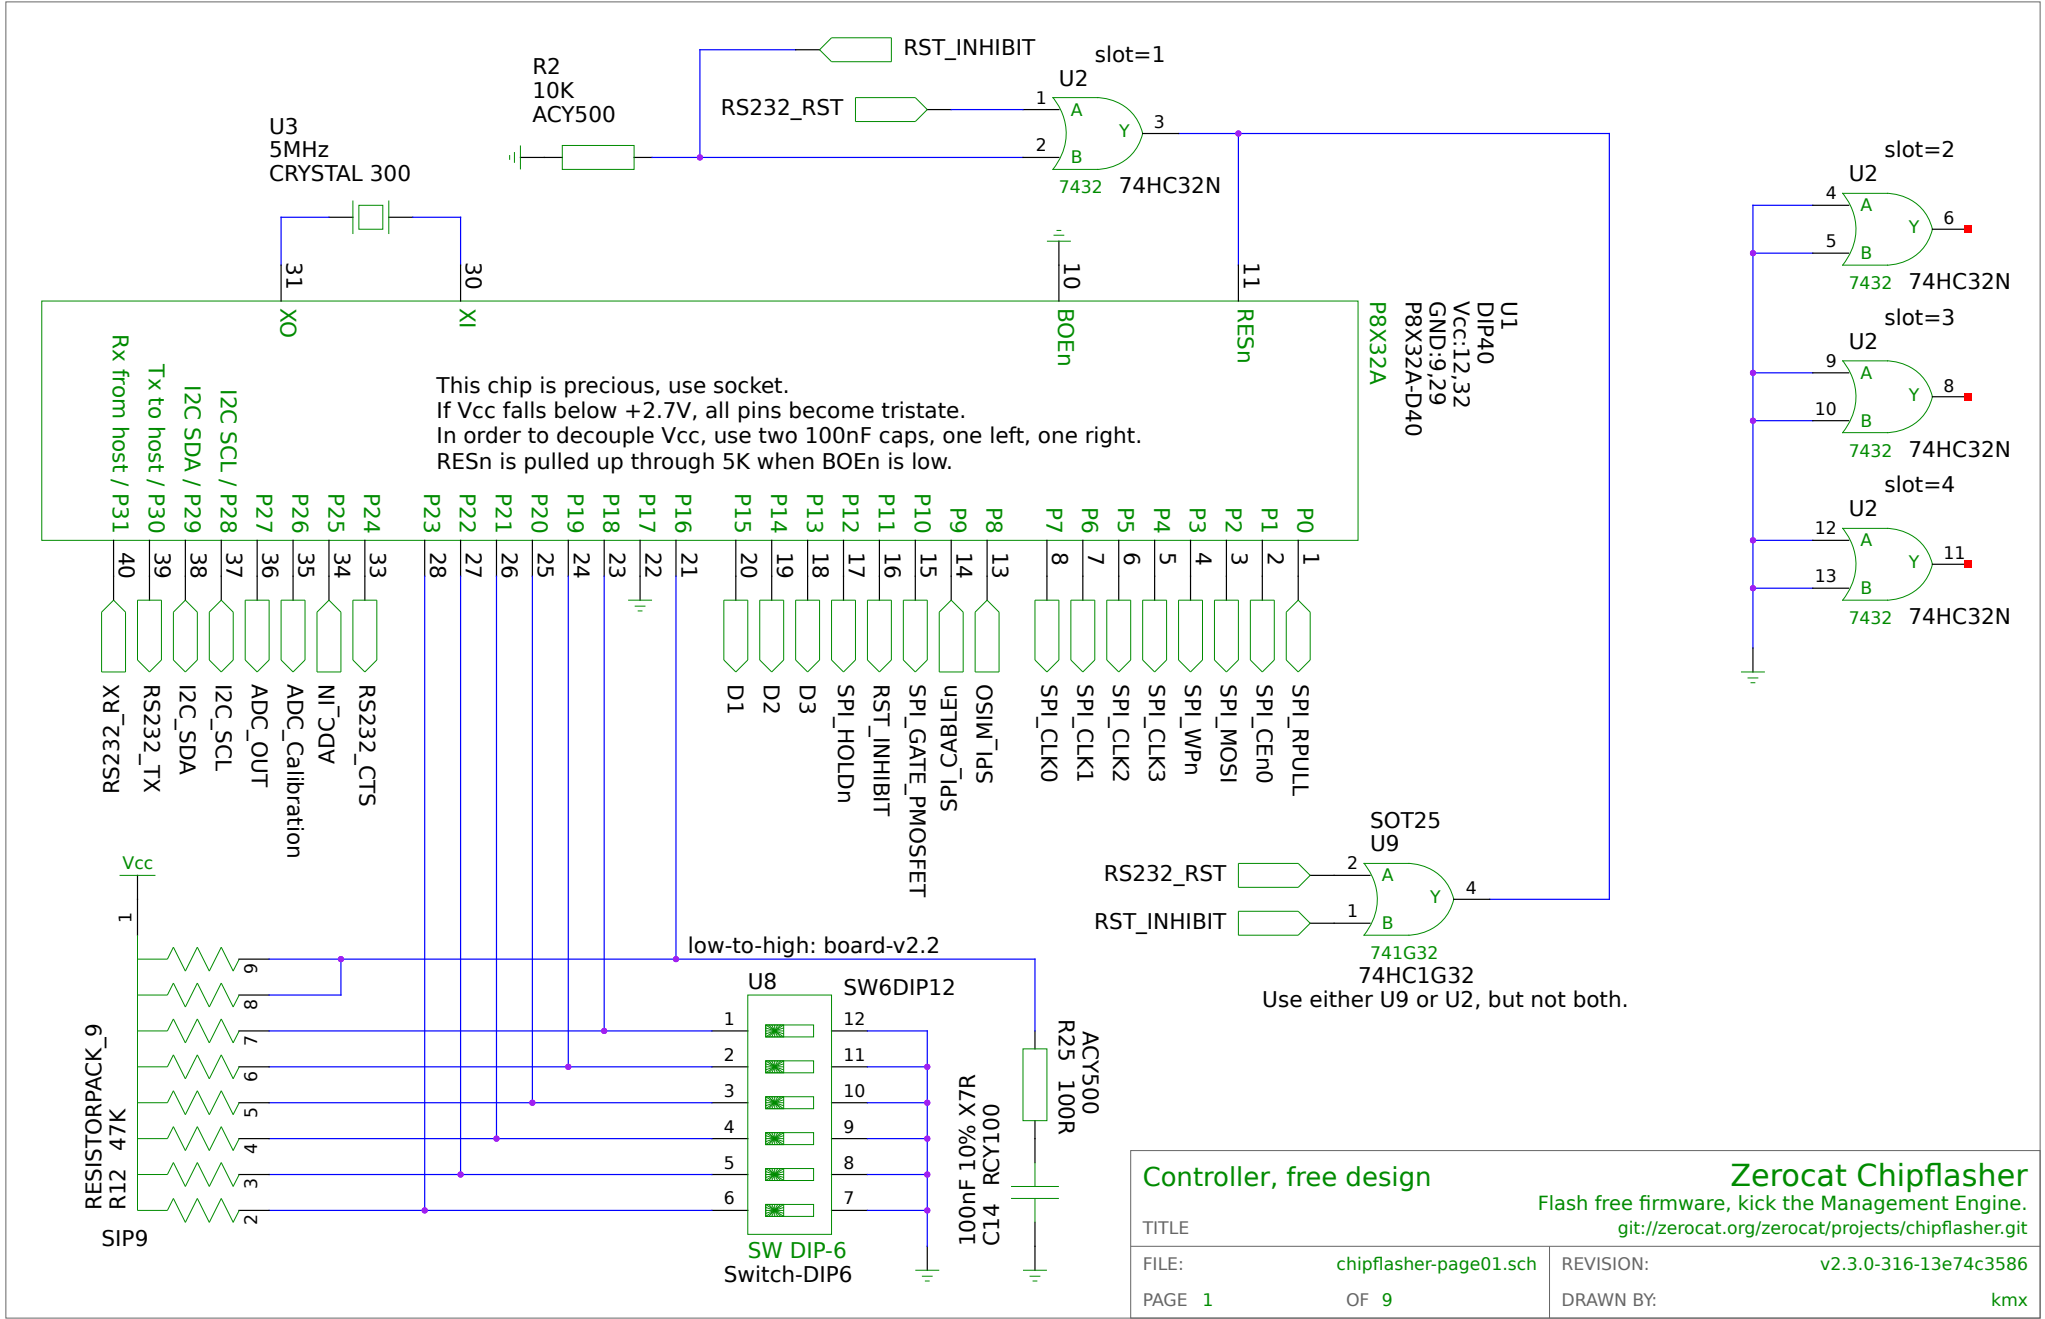 RST_INHIBIT
slot=1
R2
10K
ACY500
U2
RS232_RST
1
A
Y
3
2
B
7432
74HC32N
U3
5MHz
CRYSTAL 300
31
30
10
11
XO
XI
BOEn
RESn
U1
DIP40
Vcc:12,32
GND:9,29
P8X32A-D40
P8X32A
This chip is precious, use socket.
If Vcc falls below +2.7V, all pins become tristate.
In order to decouple Vcc, use two 100nF caps, one left, one right.
RESn is pulled up through 5K when BOEn is low.
Rx from host / P31
Tx to host / P30
I2C SDA / P29
I2C SCL / P28
P27
P26
P25
P24
P23
P22
P21
P20
P19
P18
P17
P16
P15
P14
P13
P12
P11
P10
P9
P8
P7
P6
P5
P4
P3
P2
P1
P0
40
39
38
37
36
35
34
33
28
27
26
25
24
23
22
21
20
19
18
17
16
15
14
13
8
7
6
5
4
3
2
1
RS232_RX
RS232_TX
I2C_SDA
I2C_SCL
ADC_OUT
ADC_Calibration
ADC_IN
RS232_CTS
D1
D2
D3
SPI_HOLDn
RST_INHIBIT
SPI_GATE_PMOSFET
SPI_CABLEn
SPI_MISO
SPI_CLK0
SPI_CLK1
SPI_CLK2
SPI_CLK3
SPI_WPn
SPI_MOSI
SPI_CEn0
SPI_RPULL
slot=2
U2
4
A
Y
6
5
B
7432
74HC32N
slot=3
U2
9
A
Y
8
10
B
7432
74HC32N
slot=4
U2
12
A
Y
11
13
B
7432
74HC32N
SOT25
U9
RS232_RST
2
A
Y
4
RST_INHIBIT
1
B
741G32
74HC1G32
Use either U9 or U2, but not both.
Vcc
1
9
8
7
6
5
4
3
2
RESISTORPACK_9
R12 47K
SIP9
low-to-high: board-v2.2
U8
SW6DIP12
1
12
2
11
3
10
4
9
5
8
6
7
SW DIP-6
Switch-DIP6
ACY500
R25 100R
100nF 10% X7R
C14 RCY100
Controller, free design
Zerocat Chipflasher
Flash free firmware, kick the Management Engine.
TITLE
git://zerocat.org/zerocat/projects/chipflasher.git
FILE:
chipflasher-page01.sch
REVISION:
v2.3.0-316-13e74c3586
PAGE 1
OF 9
DRAWN BY:
kmx